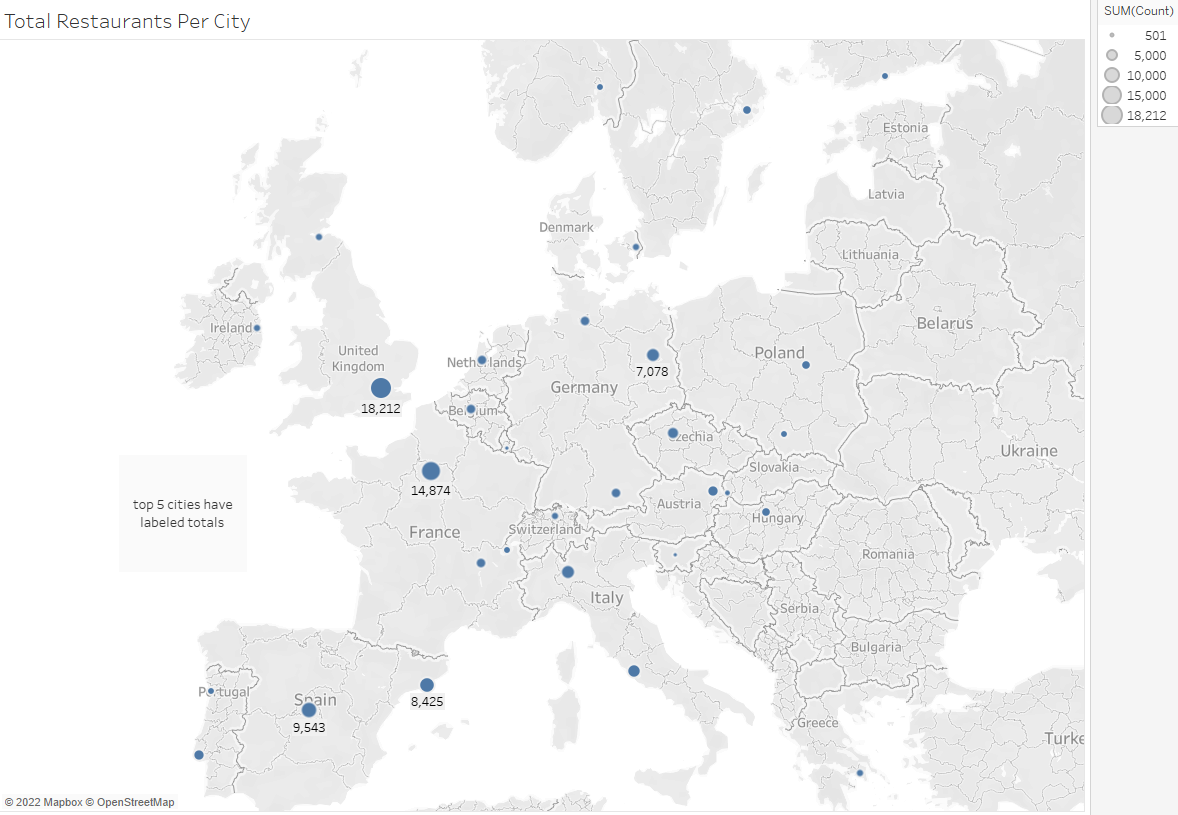 Total Restaurants Per City
SUM(Count)
501
5,000
10,000
15,000
18,212
Estonia
Latvia
Denmark
Lithuania
Ireland
Belarus
United
Kingdom
Netherlands
Poland
7,078
Germany
18,212
Belgium
Czechia
Ukraine
Slovakia
14,874
top 5 cities have
labeled totals
Austria
Hungary
France
Switzerland
Romania
Italy
Serbia
Bulgaria
Portugal
Spain
8,425
9,543
Greece
Turke
© 2022 Mapbox © OpenStreetMap